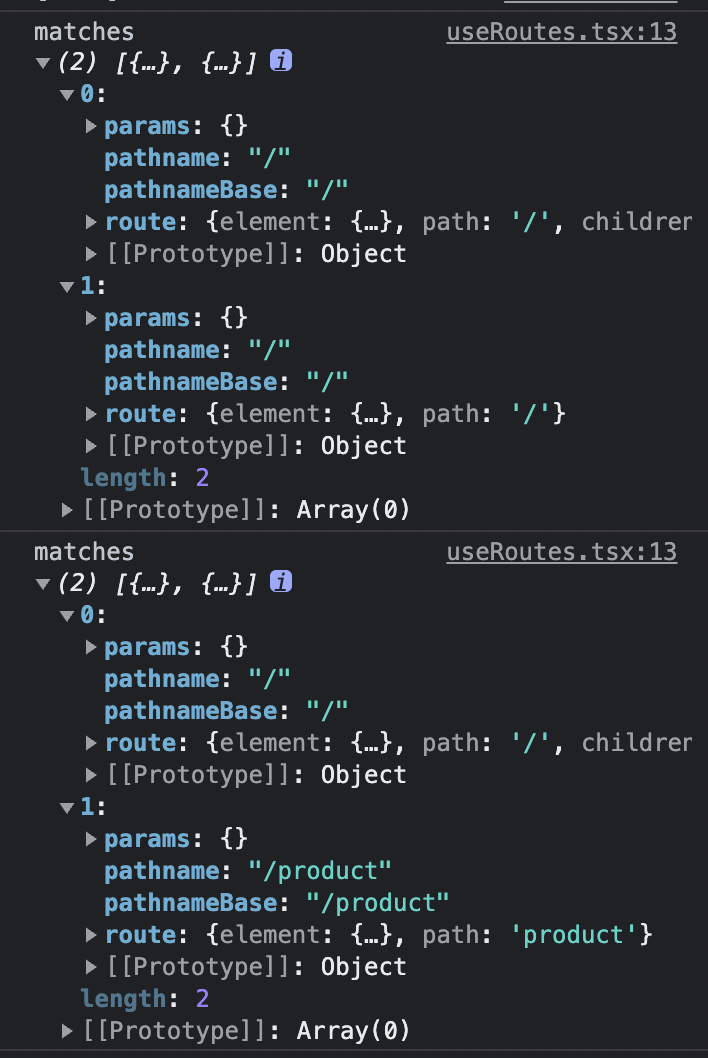 matches useRoutes.tsx:13
▼(2) [{…}, {…}] i
▼0:
▶params: {}
pathname: "/"
pathnameBase: "/"
▶route: {element: {…}, path: '/', children
▶[[Prototype]]: Object
▼1:
▶params: {}
pathname: "/"
pathnameBase: "/"
▶route: {element: {…}, path: '/'}
▶[[Prototype]]: Object
length: 2
▶[[Prototype]]: Array(0)
matches useRoutes.tsx:13
▼(2) [{…}, {…}] i
▼0:
▶params: {}
pathname: "/"
pathnameBase: "/"
▶route: {element: {…}, path: '/', children
▶[[Prototype]]: Object
▼1:
▶params: {}
pathname: "/product"
pathnameBase: "/product"
▶route: {element: {…}, path: 'product'}
▶[[Prototype]]: Object
length: 2
▶[[Prototype]]: Array(0)